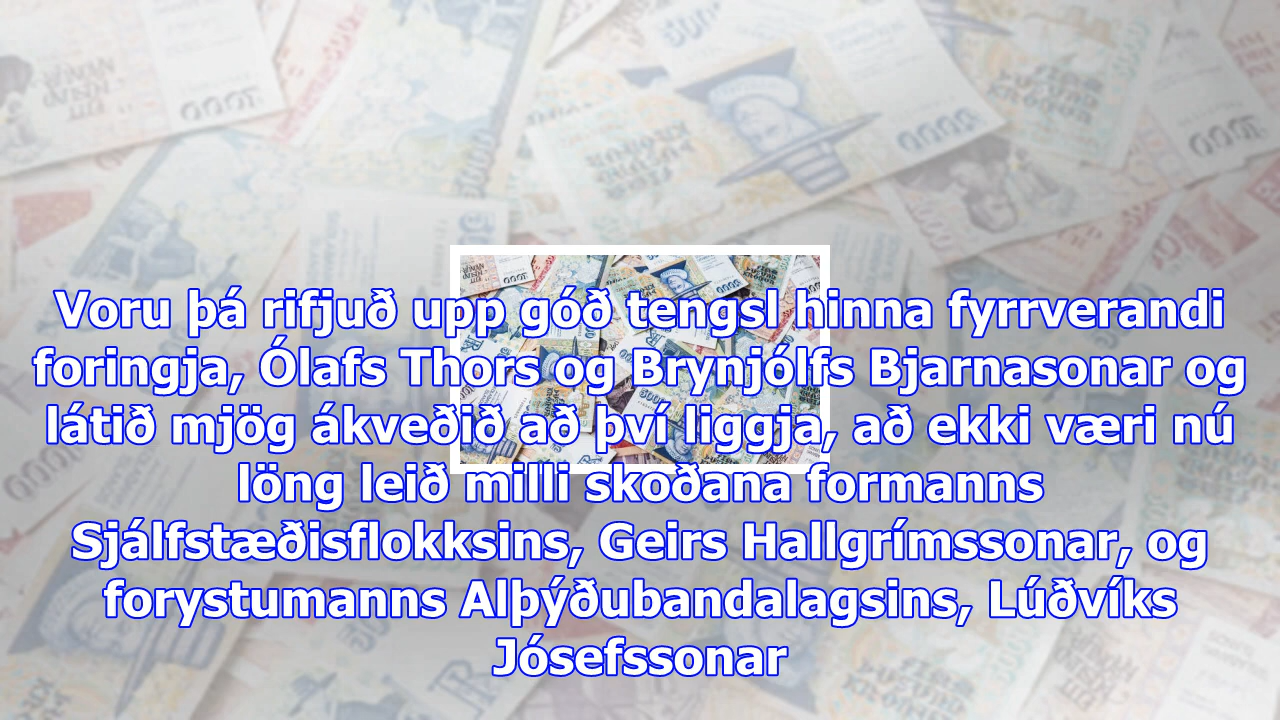 Voru þá rifjuð upp góð tengsl hinna fyrrverandi
foringja, Ólafs Thors og Brynjólfs Bjarnasonar og
látið mjög ákveðið að því liggja, að ekki væri nú
löng leið milli skoðana formanns
Sjálfstæðisflokksins, Geirs Hallgrímssonar, og
forystumanns Alþýðubandalagsins, Lúðvíks
Jósefssonar